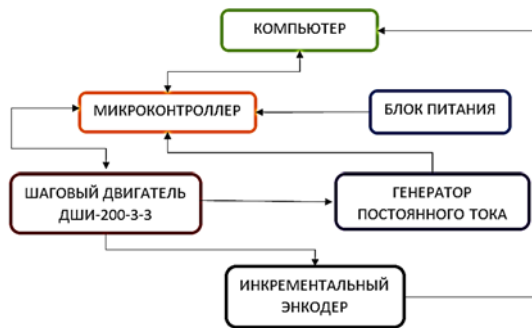 КОМПЬЮТЕР
МИКРОКОНТРОЛЛЕР
БЛОК ПИТАНИЯ
ШАГОВЫЙ ДВИГАТЕЛЬ
ДШИ-200-3-3
ГЕНЕРАТОР
ПОСТОЯННОГО ТОКА
ИНКРЕМЕНТАЛЬНЫЙ
ЭНКОДЕР